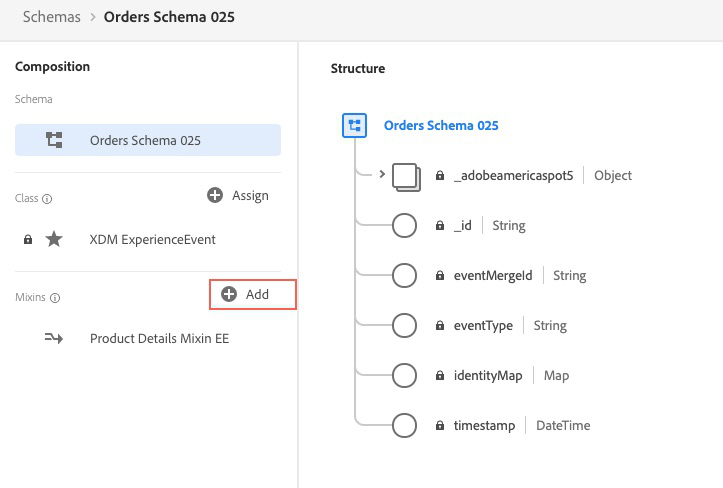 Schemas > Orders Schema 025
Composition
Schema
Orders Schema 025
Class
Assign
XDM ExperienceEvent
Mixins
Add
Product Details Mixin EE
Structure
Orders Schema 025
_adobeamericaspot5 | Object
_id | String
eventMergeId | String
eventType | String
identityMap | Map
timestamp | DateTime